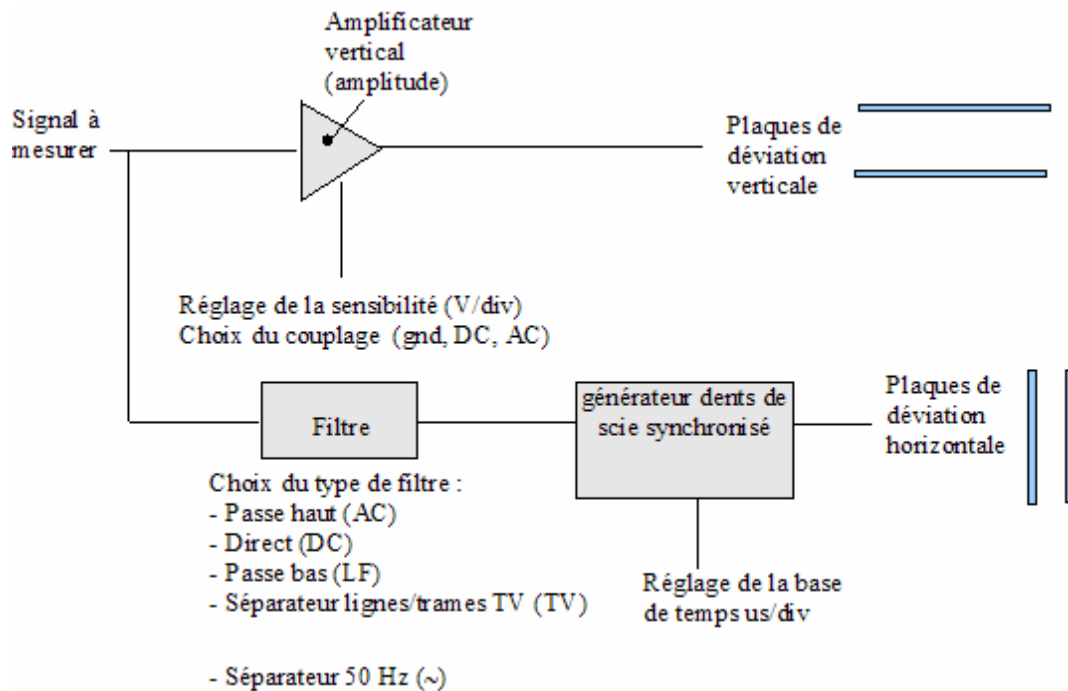 Amplificateur
vertical
(amplitude)
Signal à
mesurer
Plaques de
déviation
verticale
Réglage de la sensibilité (V/div)
Choix du couplage (gnd, DC, AC)
Filtre
générateur dents de
scie synchronisé
Plaques de
déviation
horizontale
Choix du type de filtre :
- Passe haut (AC)
- Direct (DC)
- Passe bas (LF)
- Séparateur lignes/trames TV (TV)
- Séparateur 50 Hz (~)
Réglage de la base
de temps us/div